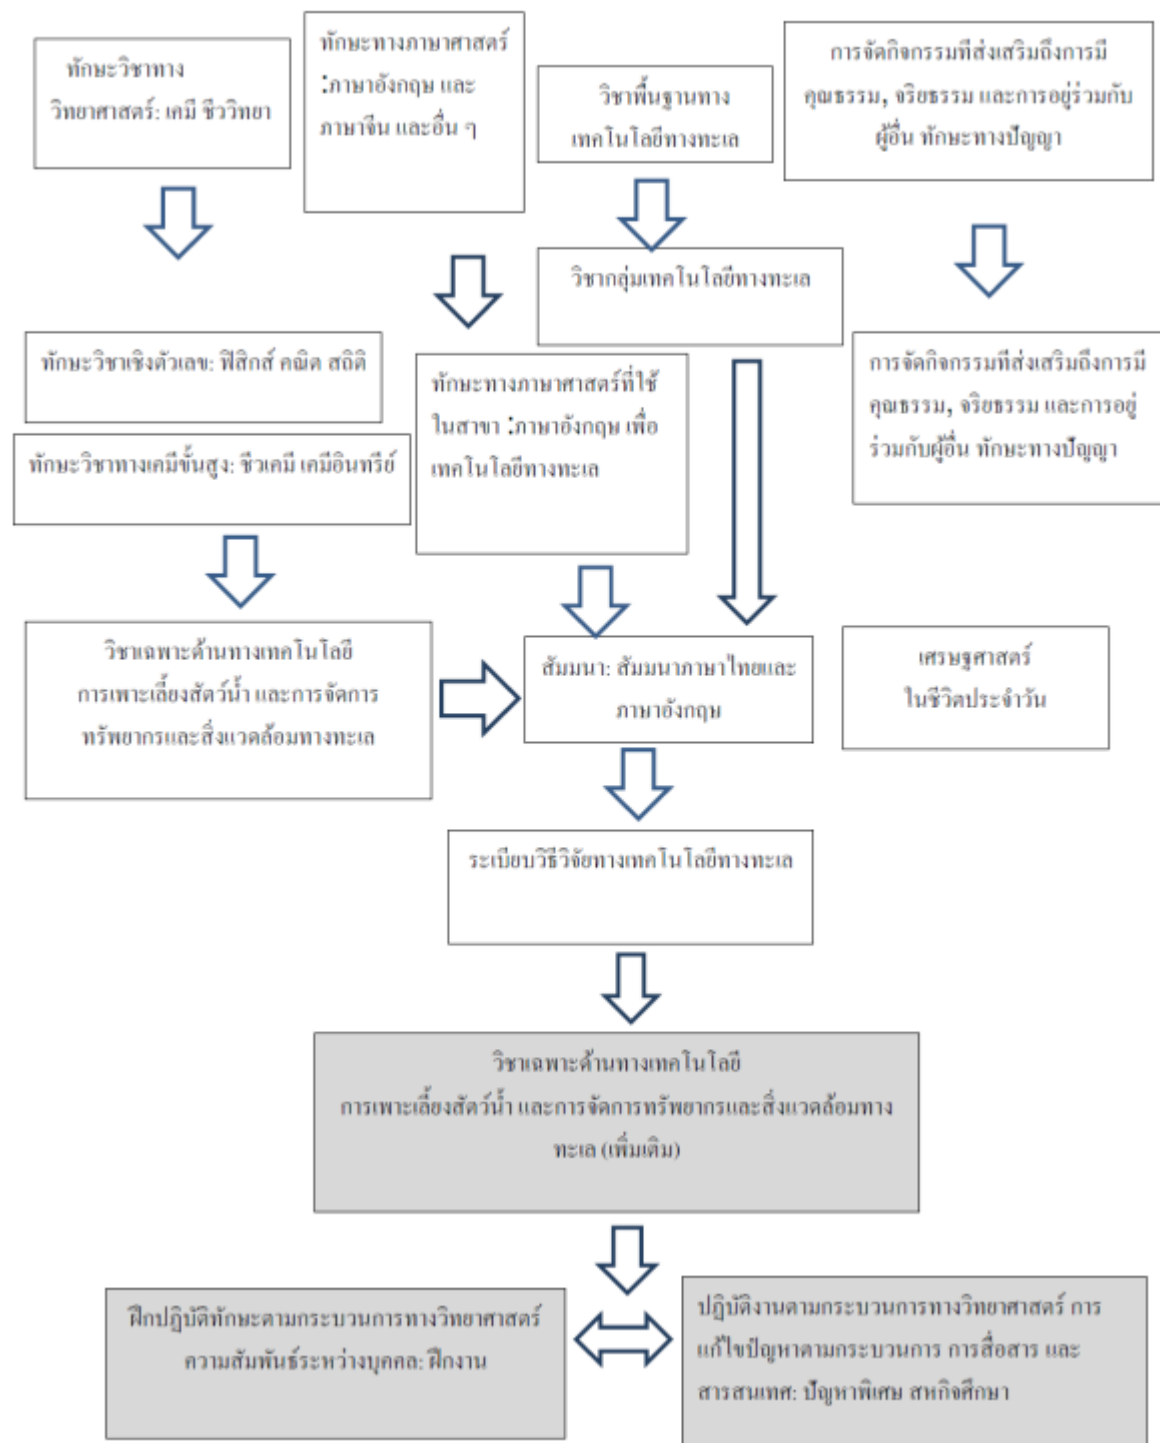 ทักษะวิชาทาง
วิทยาศาสตร์: เคมี ชีววิทยา
ทักษะทางภาษาศาสตร์
:ภาษาอังกฤษ และ
ภาษาจีน และอื่น ๆ
วิชาพื้นฐานทาง
เทคโนโลยีทางทะเล
การจัดกิจกรรมที่ส่งเสริมถึงการมี
คุณธรรม, จริยธรรม และการอยู่ร่วมกับ
ผู้อื่น ทักษะทางปัญญา
วิชากลุ่มเทคโนโลยีทางทะเล
ทักษะวิชาเชิงตัวเลข: ฟิสิกส์ คณิต สถิติ
ทักษะวิชาทางเคมีขั้นสูง: ชีวเคมี เคมีอินทรีย์
ทักษะทางภาษาศาสตร์ที่ใช้
ในสาขา :ภาษาอังกฤษ เพื่อ
เทคโนโลยีทางทะเล
การจัดกิจกรรมที่ส่งเสริมถึงการมี
คุณธรรม, จริยธรรม และการอยู่
ร่วมกับผู้อื่น ทักษะทางปัญญา
วิชาเฉพาะด้านทางเทคโนโลยี
การเพาะเลี้ยงสัตว์น้ำ และการจัดการ
ทรัพยากรและสิ่งแวดล้อมทางทะเล
สัมมนา: สัมมนาภาษาไทยและ
ภาษาอังกฤษ
เศรษฐศาสตร์
ในชีวิตประจำวัน
ระเบียบวิธีวิจัยทางเทคโนโลยีทางทะเล
วิชาเฉพาะด้านทางเทคโนโลยี
การเพาะเลี้ยงสัตว์น้ำ และการจัดการทรัพยากรและสิ่งแวดล้อมทาง
ทะเล (เพิ่มเติม)
ฝึกปฏิบัติทักษะตามกระบวนการทางวิทยาศาสตร์
ความสัมพันธ์ระหว่างบุคคล: ฝึกงาน
ปฏิบัติงานตามกระบวนการทางวิทยาศาสตร์ การ
แก้ไขปัญหาตามกระบวนการ การสื่อสาร และ
สารสนเทศ: ปัญหาพิเศษ สหกิจศึกษา